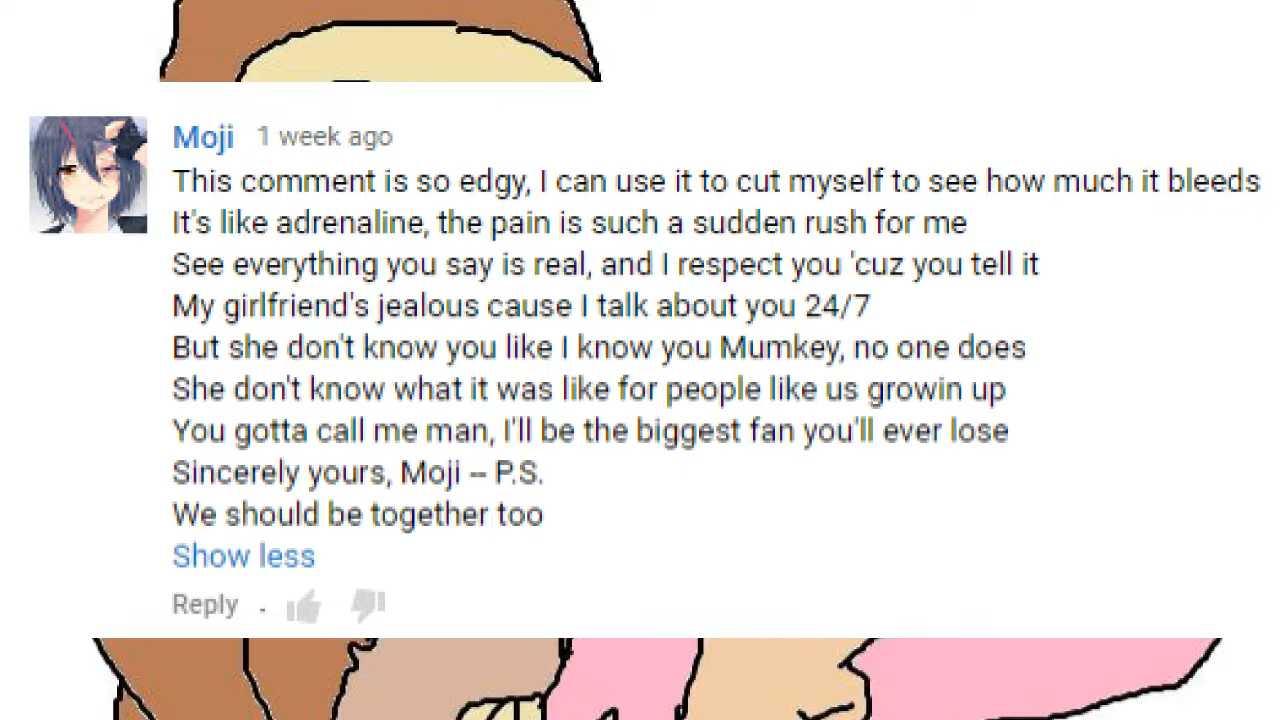 Moji 1 week ago
This comment is so edgy, I can use it to cut myself to see how much it bleeds
It's like adrenaline, the pain is such a sudden rush for me
See everything you say is real, and I respect you 'cuz you tell it
My girlfriend's jealous cause I talk about you 24/7
But she don't know you like I know you Mumkey, no one does
She don't know what it was like for people like us growin up
You gotta call me man, I'll be the biggest fan you'll ever lose
Sincerely yours, Moji -- P.S.
We should be together too
Show less
Reply .